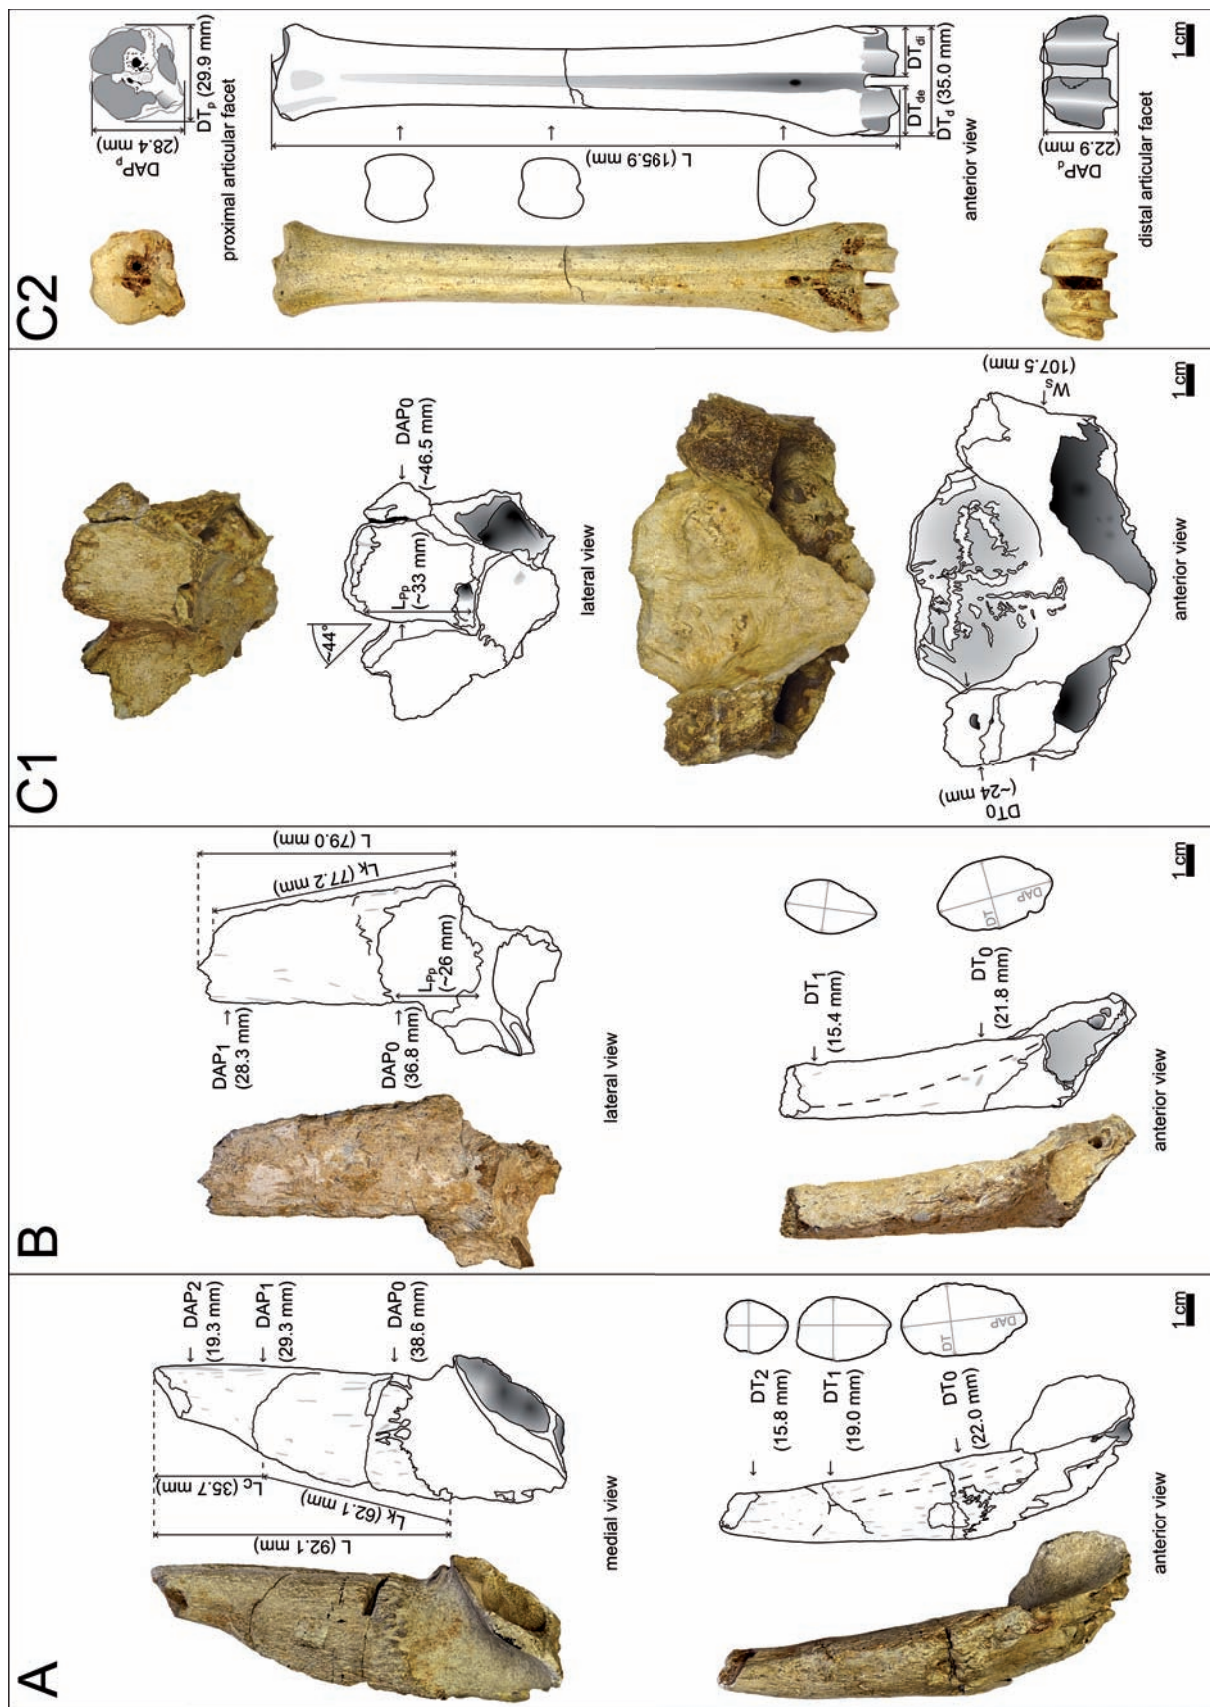 A
L (92.1 mm)
Lk (62.1 mm)
Lc (35.7 mm)
DAP2
(19.3 mm)
DAP1
(29.3 mm)
DAP0
(38.6 mm)
medial view
DT2
(15.8 mm)
DT1
(19.0 mm)
DT0
(22.0 mm)
DT
DAP
anterior view
1 cm
B
DAP1
(28.3 mm)
DAP0
(36.8 mm)
LPp
(~26 mm)
Lk (77.2 mm)
L (79.0 mm)
lateral view
DT1
(15.4 mm)
DT0
(21.8 mm)
DT
DAP
anterior view
1 cm
C1
~44°
LPp
(~33 mm)
DAP0
(~46.5 mm)
lateral view
DT0
(~24 mm)
WS
(107.5 mm)
anterior view
1 cm
C2
DAPp
(28.4 mm)
DTp (29.9 mm)
proximal articular facet
L (195.9 mm)
DTde
DTdi
DTd (35.0 mm)
anterior view
DAPd
(22.9 mm)
distal articular facet
1 cm